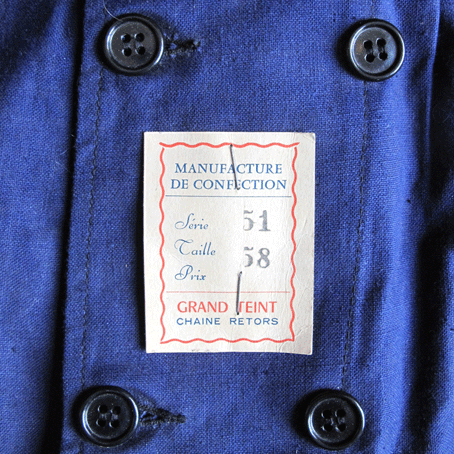 MANUFACTURE
DE CONFECTION
Série 51
Taille 58
Prix
GRAND TEINT
CHAINE RETORS